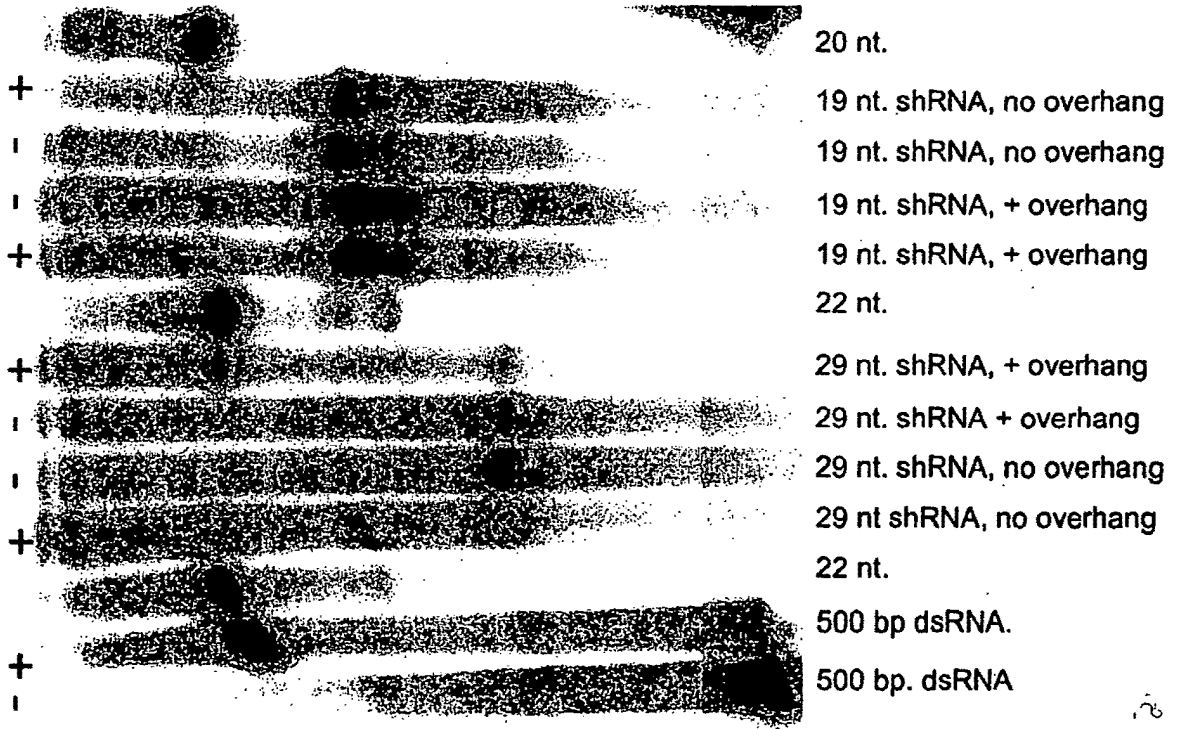 20 nt.
+ 19 nt. shRNA, no overhang
- 19 nt. shRNA, no overhang
- 19 nt. shRNA, + overhang
+ 19 nt. shRNA, + overhang
22 nt.
+ 29 nt. shRNA, + overhang
- 29 nt. shRNA + overhang
- 29 nt. shRNA, no overhang
+ 29 nt shRNA, no overhang
22 nt.
+ 500 bp dsRNA.
- 500 bp. dsRNA